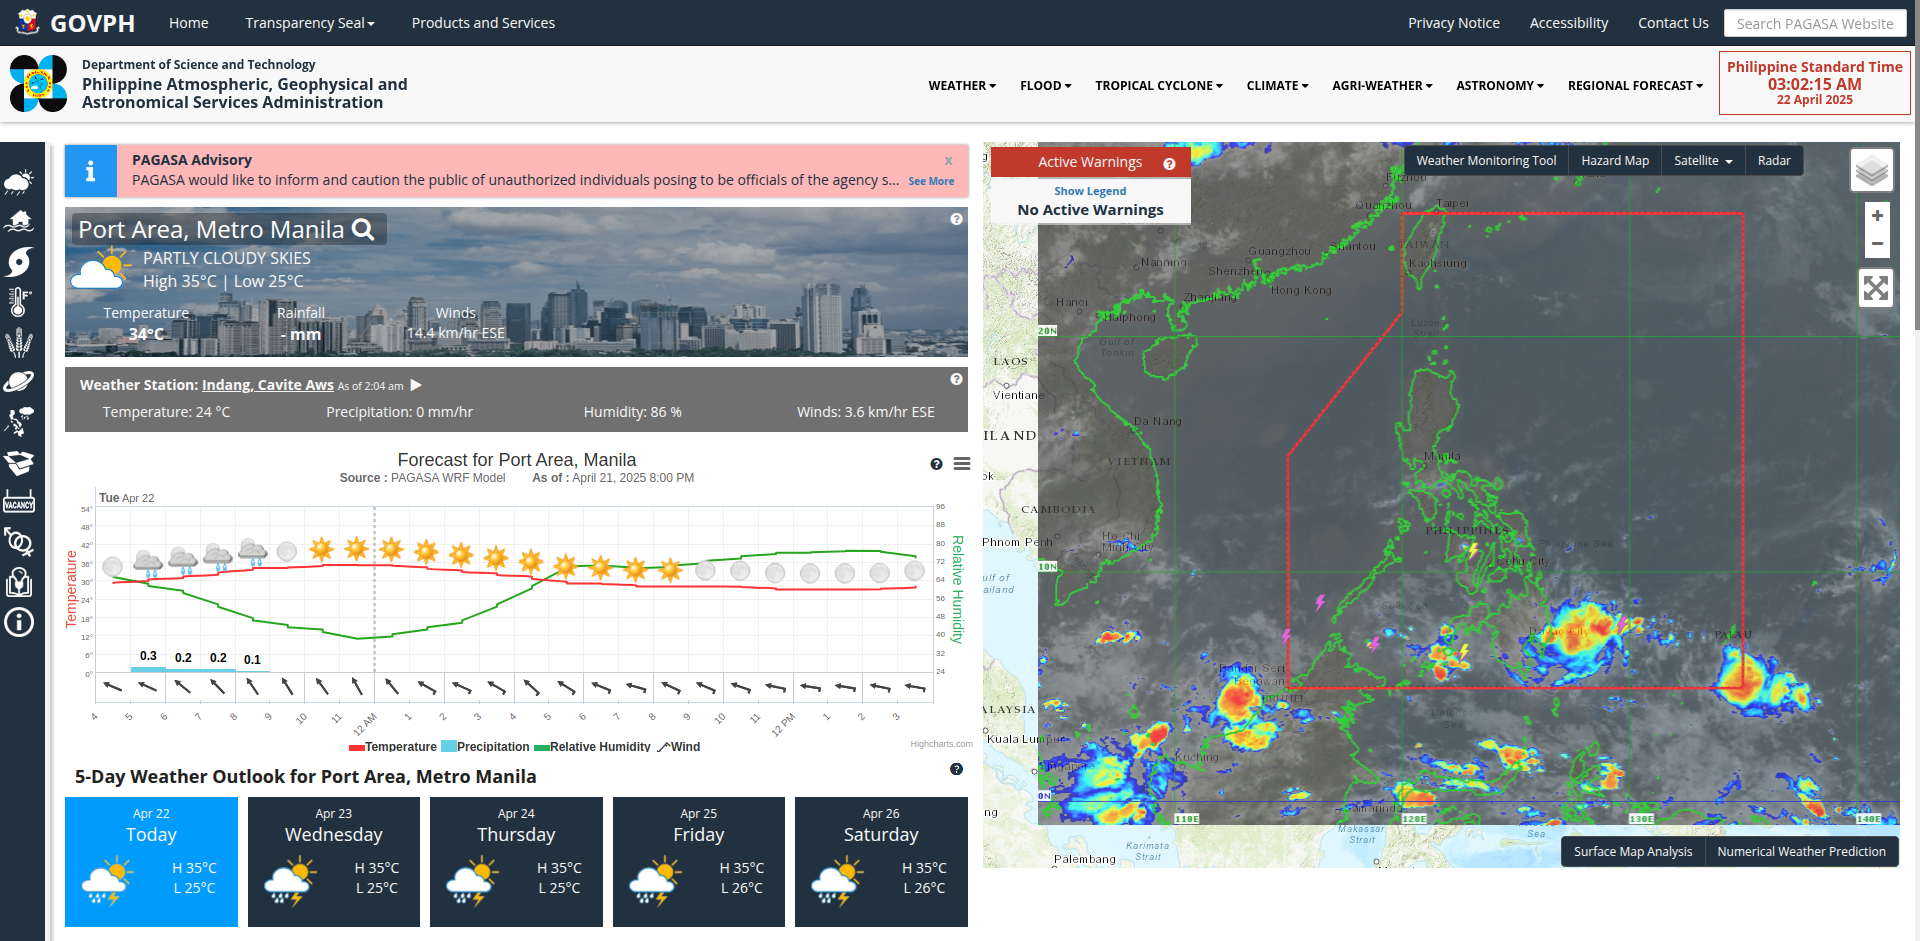 GOVPH
Home
Transparency Seal
Products and Services
Privacy Notice
Accessibility
Contact Us
Search PAGASA Website
Department of Science and Technology
Philippine Atmospheric, Geophysical and
Astronomical Services Administration
WEATHER
FLOOD
TROPICAL CYCLONE
CLIMATE
AGRI-WEATHER
ASTRONOMY
REGIONAL FORECAST
Philippine Standard Time
03:02:15 AM
22 April 2025
VACANCY
PAGASA Advisory
x
PAGASA would like to inform and caution the public of unauthorized individuals posing to be officials of the agency s...
See More
Port Area, Metro Manila
PARTLY CLOUDY SKIES
High 35°C | Low 25°C
Temperature
34°C
Rainfall
- mm
Winds
14.4 km/hr ESE
Weather Station: Indang, Cavite Aws As of 2:04 am
Temperature: 24 °C
Precipitation: 0 mm/hr
Humidity: 86 %
Winds: 3.6 km/hr ESE
Forecast for Port Area, Manila
Source : PAGASA WRF Model
As of : April 21, 2025 8:00 PM
Tue Apr 22
Temperature
54°
48°
42°
36°
30°
24°
18°
12°
6°
0°
96
88
80
72
64
56
48
40
32
24
Relative Humidity
0.3
0.2
0.2
0.1
4
5
6
7
8
9
10
11
12 AM
1
2
3
4
5
6
7
8
9
10
11
12 PM
1
2
3
Temperature
Precipitation
Relative Humidity
Wind
Highcharts.com
5-Day Weather Outlook for Port Area, Metro Manila
Apr 22
Today
H 35°C
L 25°C
Apr 23
Wednesday
H 35°C
L 25°C
Apr 24
Thursday
H 35°C
L 25°C
Apr 25
Friday
H 35°C
L 26°C
Apr 26
Saturday
H 35°C
L 26°C
Active Warnings
Show Legend
No Active Warnings
Weather Monitoring Tool
Hazard Map
Satellite
Radar
+
−
Fuzhou
Quanzhou
Taipei
Shantou
TAIWAN
Kaohsiung
Guangzhou
Nanning
Shenzhen
Hong Kong
Zhanjiang
Hanoi
Haiphong
20N
Gulf of
Tonkin
Luzon
Strait
LAOS
Vientiane
Da Nang
ILAND
Manila
VIETNAM
ok
CAMBODIA
PHILIPPINES
Philippine Sea
Phnom Penh
Ho Chi
Minh City
Cebu City
10N
ulf of
ailand
Sulu Sea
Davao City
PALAU
Bandar Seri
Begawan
BRUNEI
ALAYSIA
Celebes
Sea
Kuala Lumpur
Kuching
Singapore
0N
ng
Samarinda
110E
120E
130E
140E
Makassar
Strait
Sea
Karimata
Strait
Palembang
Surface Map Analysis
Numerical Weather Prediction